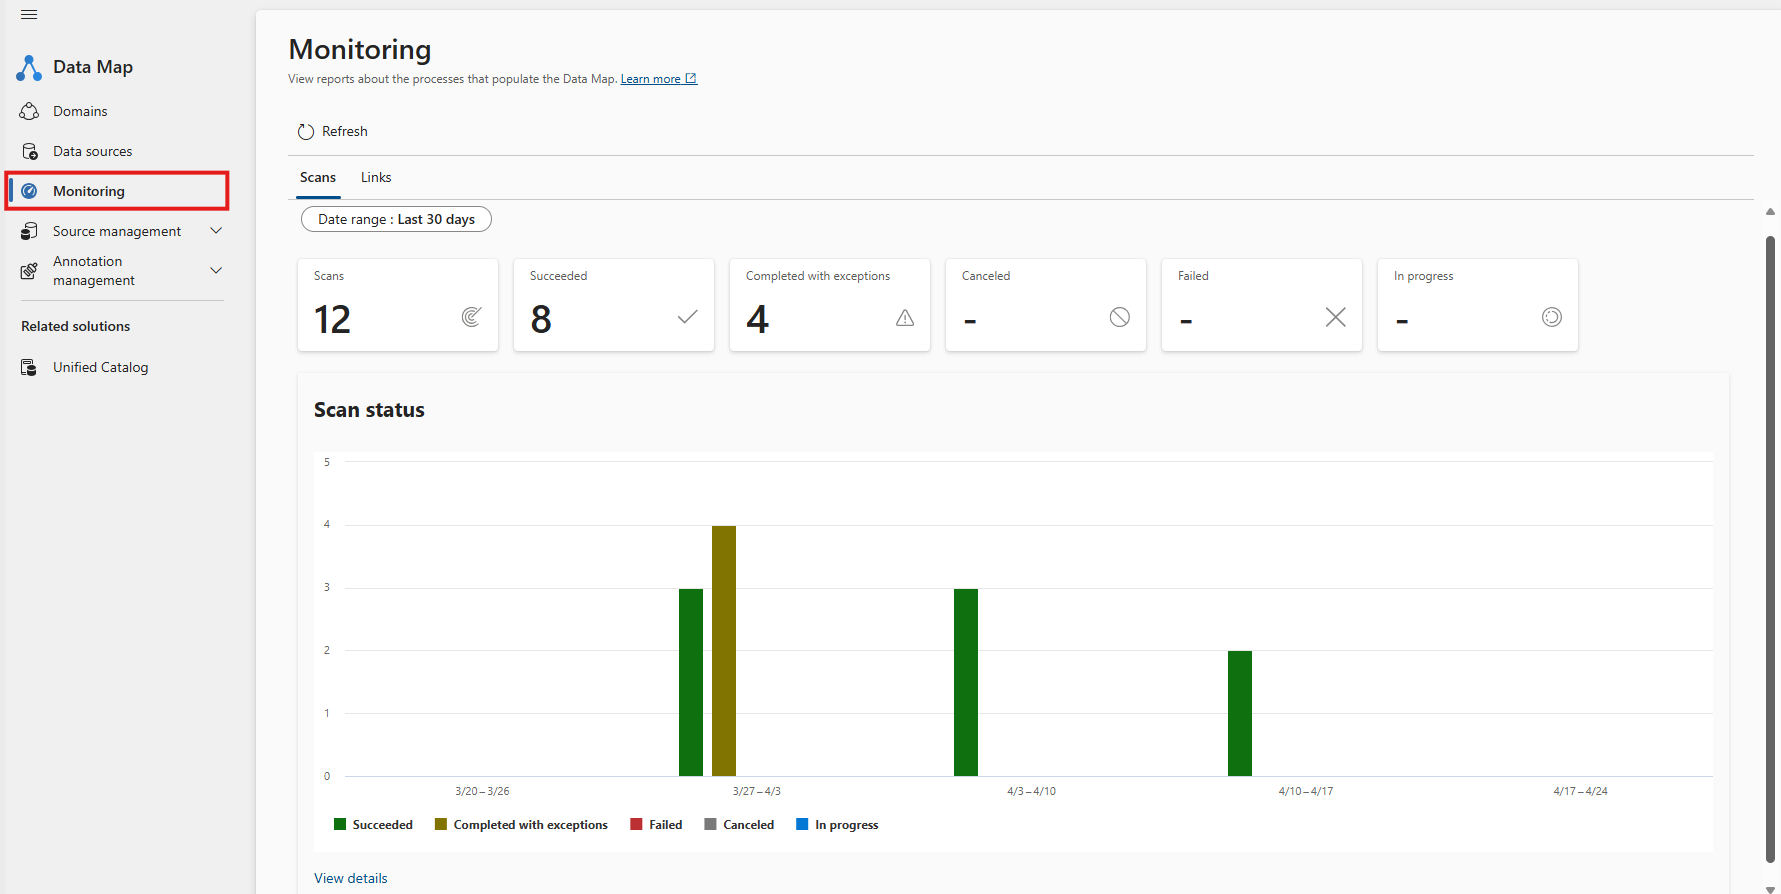 Data Map
Domains
Data sources
Monitoring
Source management
Annotation
management
Related solutions
Unified Catalog
Monitoring
View reports about the processes that populate the Data Map. Learn more
Refresh
Scans Links
Date range : Last 30 days
Scans
12
Succeeded
8
Completed with exceptions
4
Canceled
-
Failed
-
In progress
-
Scan status
5
4
3
2
1
0
3/20–3/26 3/27–4/3 4/3–4/10 4/10–4/17 4/17–4/24
Succeeded Completed with exceptions Failed Canceled In progress
View details